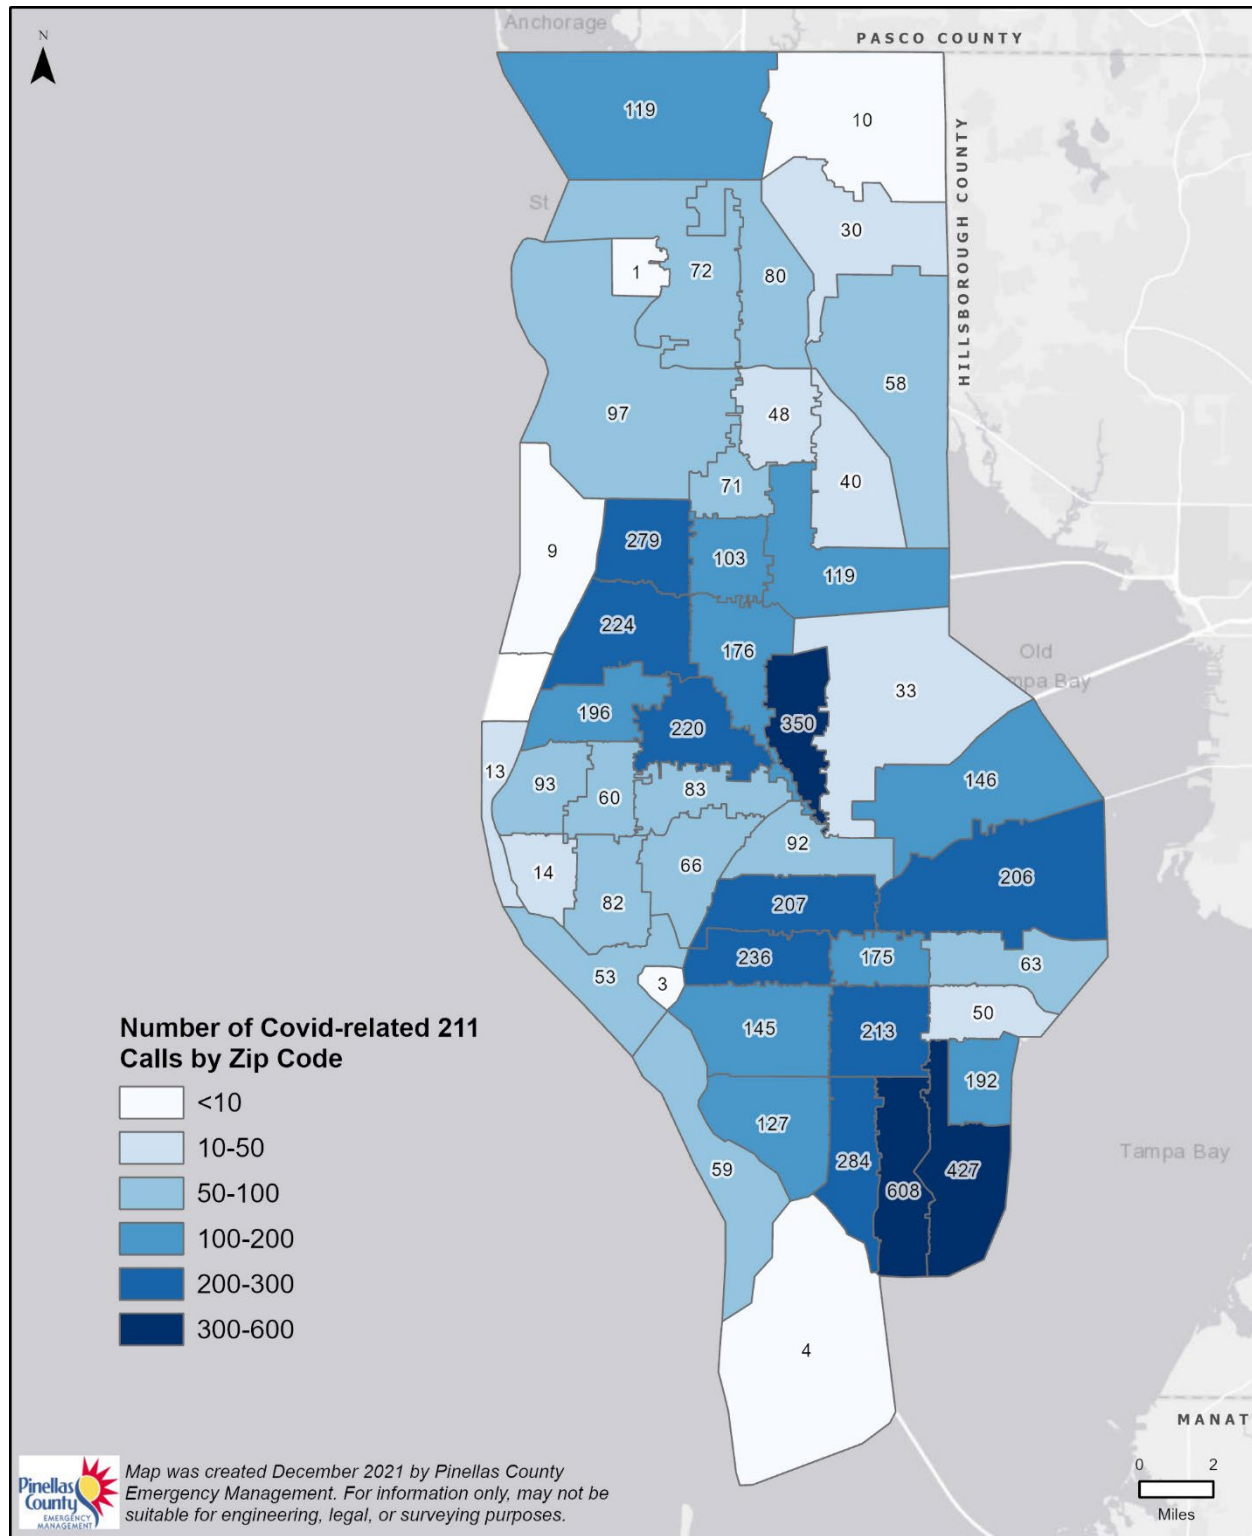 Anchorage
N
PASCO COUNTY
119
10
HILLSBOROUGH COUNTY
St
30
1
72
80
58
97
48
71
40
9
279
103
119
224
176
Old
mpa Bay
33
196
220
350
13
93
60
83
146
92
14
66
206
82
207
236
175
63
53
3
50
145
213
192
127
59
284
608
427
Tampa Bay
4
Number of Covid-related 211
Calls by Zip Code
<10
10-50
50-100
100-200
200-300
300-600
MANAT
0 2
Miles
Pinellas
County
EMERGENCY
MANAGEMENT
Map was created December 2021 by Pinellas County
Emergency Management. For information only, may not be
suitable for engineering, legal, or surveying purposes.